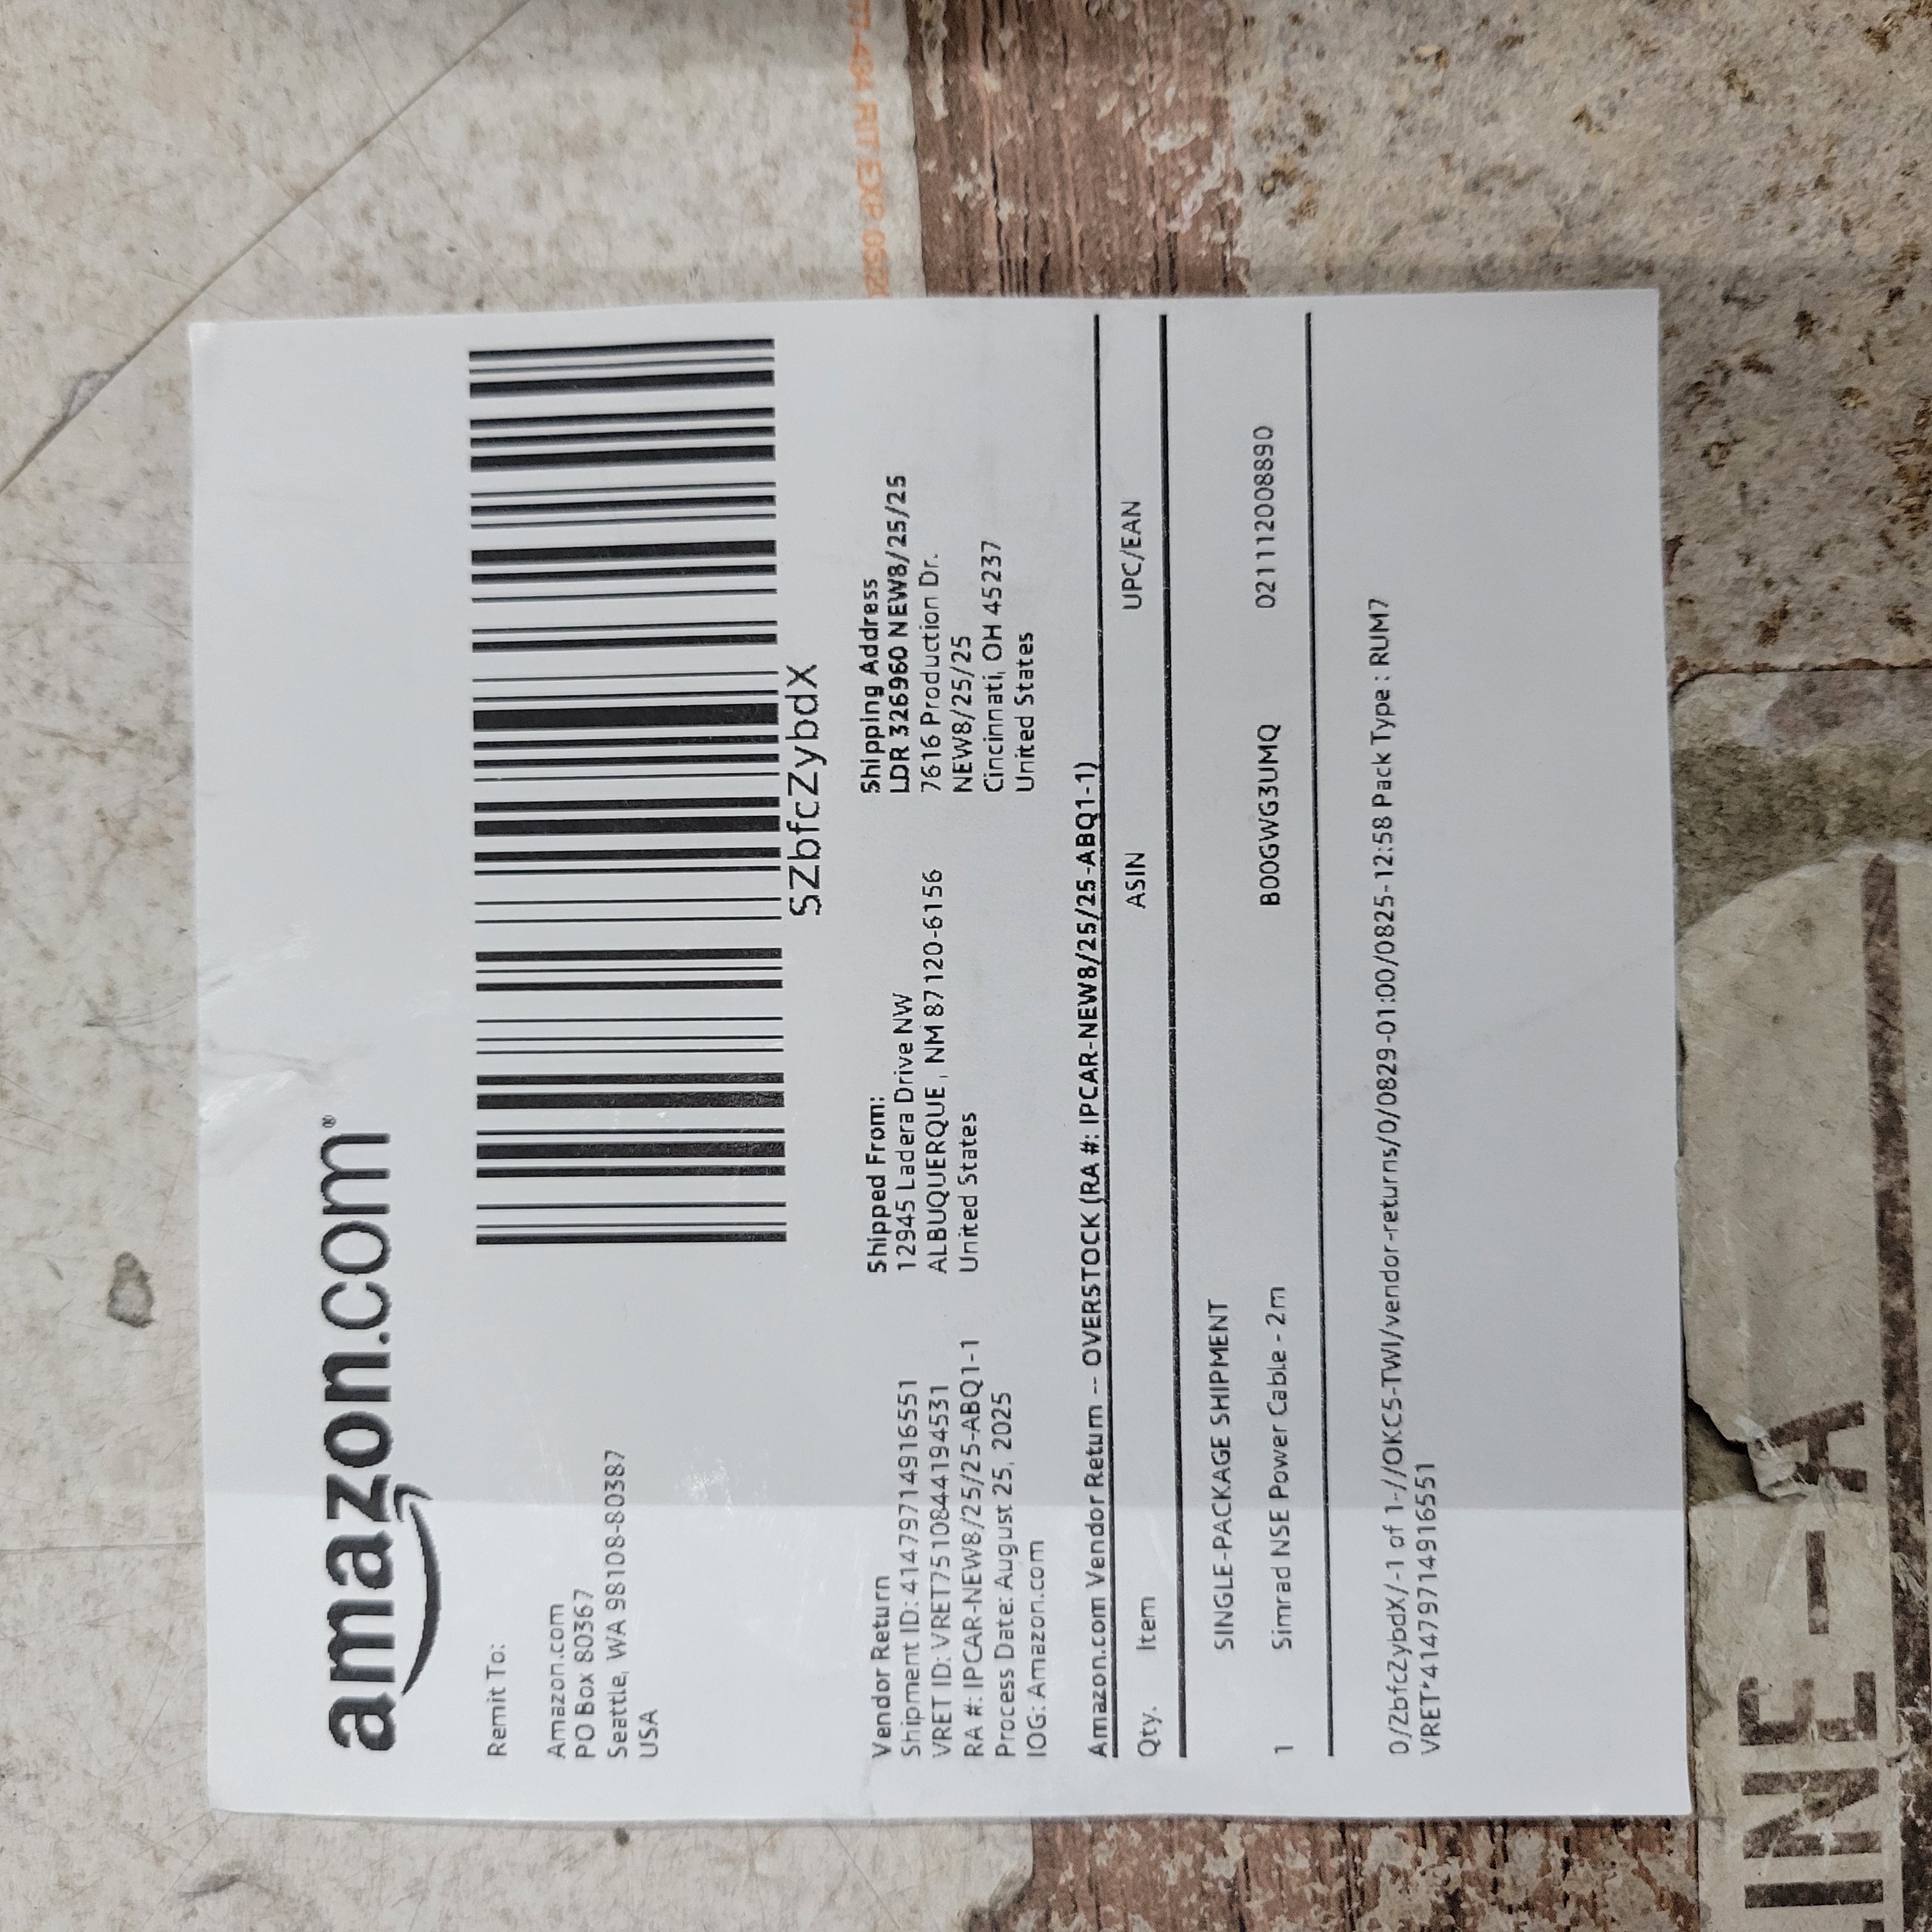 amazon.com®
Remit To:
Amazon.com
PO Box 80367
Seattle, WA 98108-80387
USA
SZbfcZybdX
Vendor Return
Shipment ID: 41479714916551
VRET ID: VRET7510844194531
RA #: IPCAR-NEW8/25/25-ABQ1-1
Process Date: August 25, 2025
IOG: Amazon.com
Shipped From:
12945 Ladera Drive NW
ALBUQUERQUE , NM 87120-6156
United States
Shipping Address
LDR 326960 NEW8/25/25
7616 Production Dr.
NEW8/25/25
Cincinnati, OH 45237
United States
Amazon.com Vendor Return -- OVERSTOCK (RA #: IPCAR-NEW8/25/25-ABQ1-1)
Qty. Item ASIN UPC/EAN
SINGLE-PACKAGE SHIPMENT
1 Simrad NSE Power Cable - 2m B00GWG3UMQ 021112008890
0/ZbfcZybdX/-1 of 1-//OKC5-TWI/vendor-returns/0/0829-01:00/0825-12:58 Pack Type : RUM7
VRET*41479714916551
INE-A